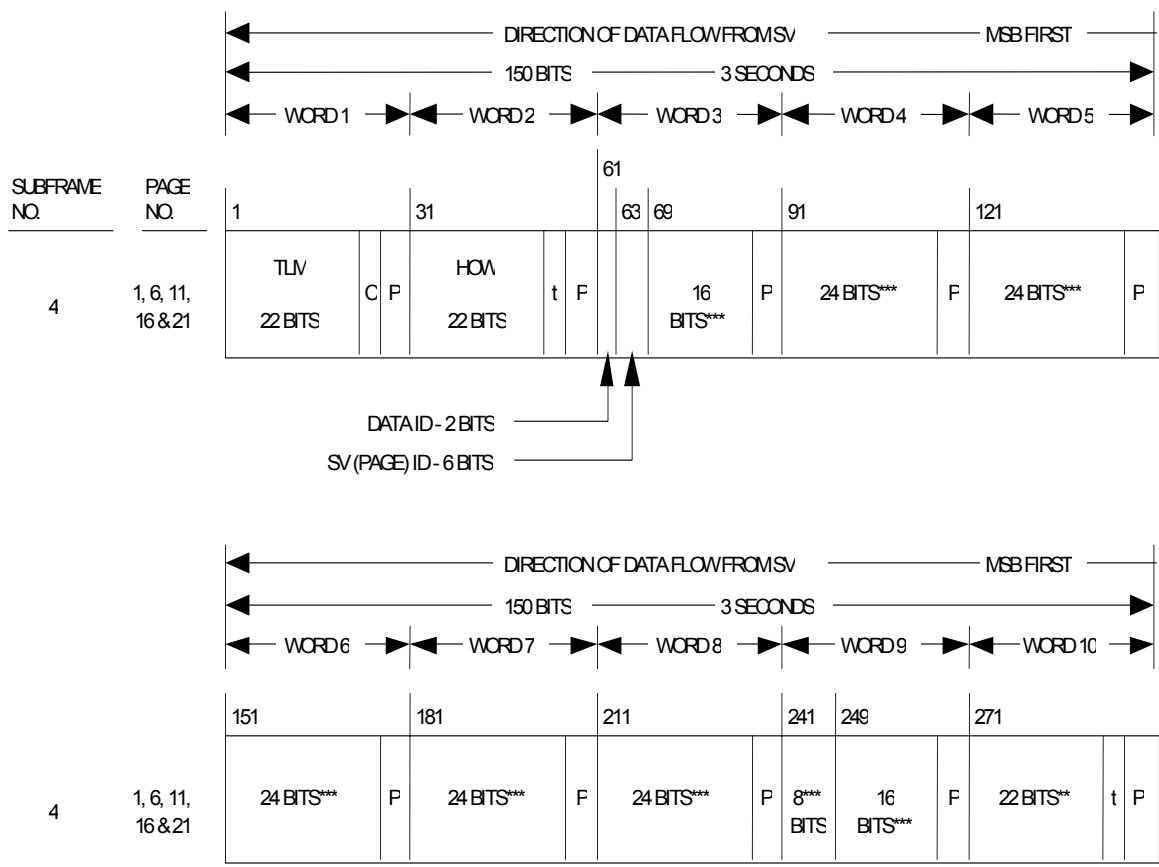 DIRECTION OF DATA FLOW FROM SV MSB FIRST
150 BITS 3 SECONDS
WORD 1 WORD 2 WORD 3 WORD 4 WORD 5
SUBFRAME NO. PAGE NO.
61
1 31 63 69 91 121
4 1, 6, 11, 16 & 21
TLM 22 BITS C P HOW 22 BITS t P 16 BITS*** P 24 BITS*** P 24 BITS*** P
DATA ID - 2 BITS
SV (PAGE) ID - 6 BITS
DIRECTION OF DATA FLOW FROM SV MSB FIRST
150 BITS 3 SECONDS
WORD 6 WORD 7 WORD 8 WORD 9 WORD 10
151 181 211 241 249 271
4 1, 6, 11, 16 & 21
24 BITS*** P 24 BITS*** P 24 BITS*** P 8*** BITS 16 BITS*** P 22 BITS** t P